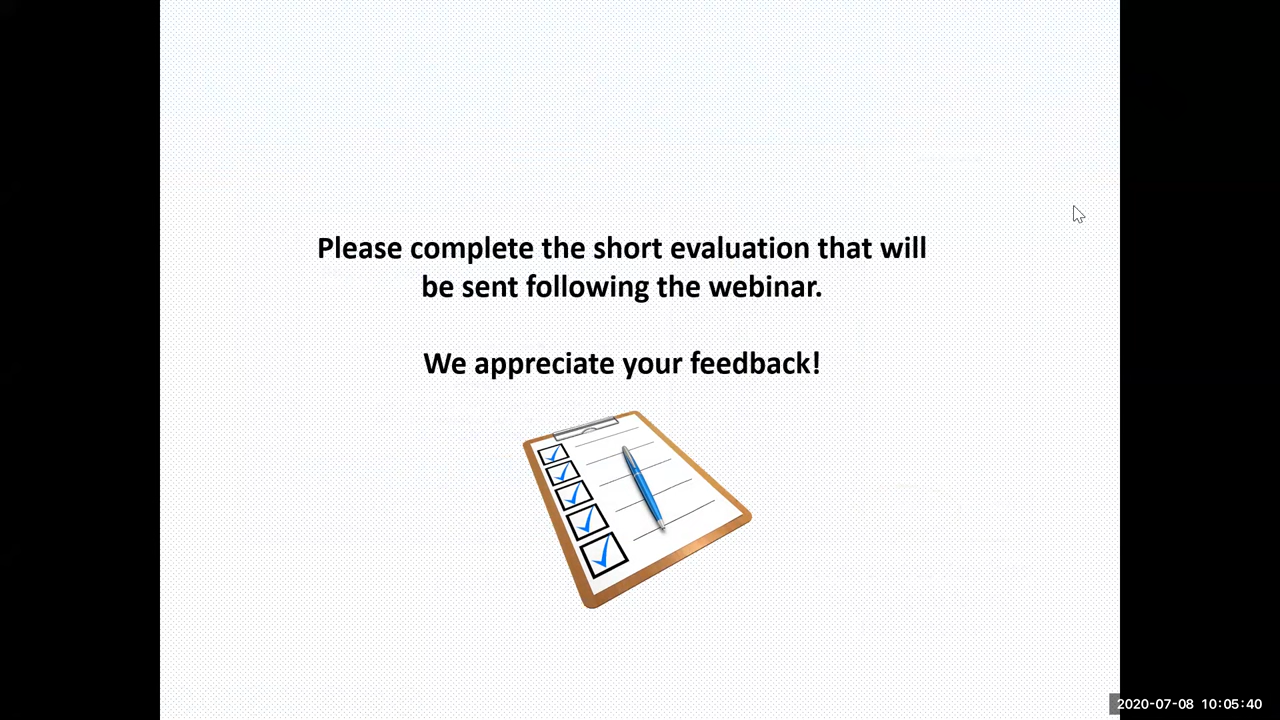 Please complete the short evaluation that will
be sent following the webinar.
We appreciate your feedback!
2020-07-08 10:05:40